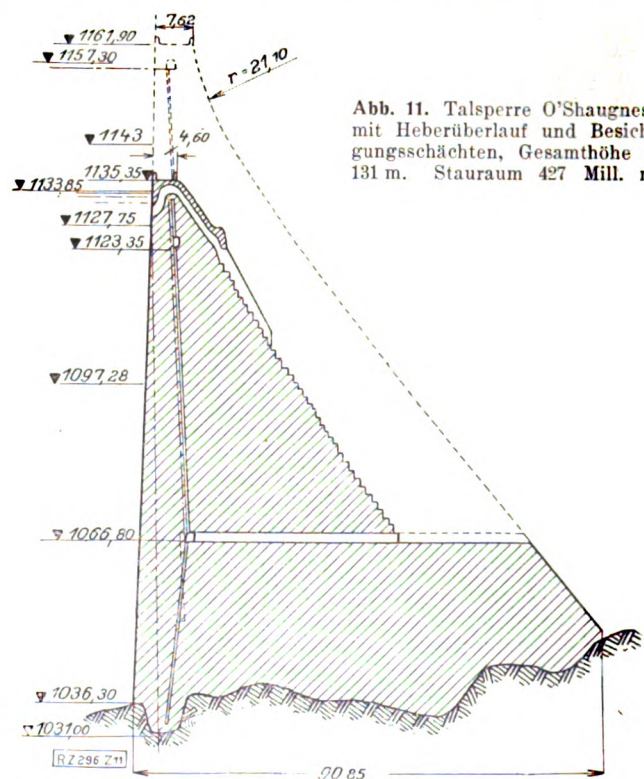 7,62
1161,90
1157,30
r = 21,10
Abb. 11. Talsperre O'Shaugnes
mit Heberüberlauf und Besich
gungsschächten, Gesamthöhe
131 m. Stauraum 427 Mill. m
1143
4,60
1135,35
1133,85
1127,75
1123,35
1097,28
1066,80
1036,30
1031,00
RZ 296 Z11
90,85